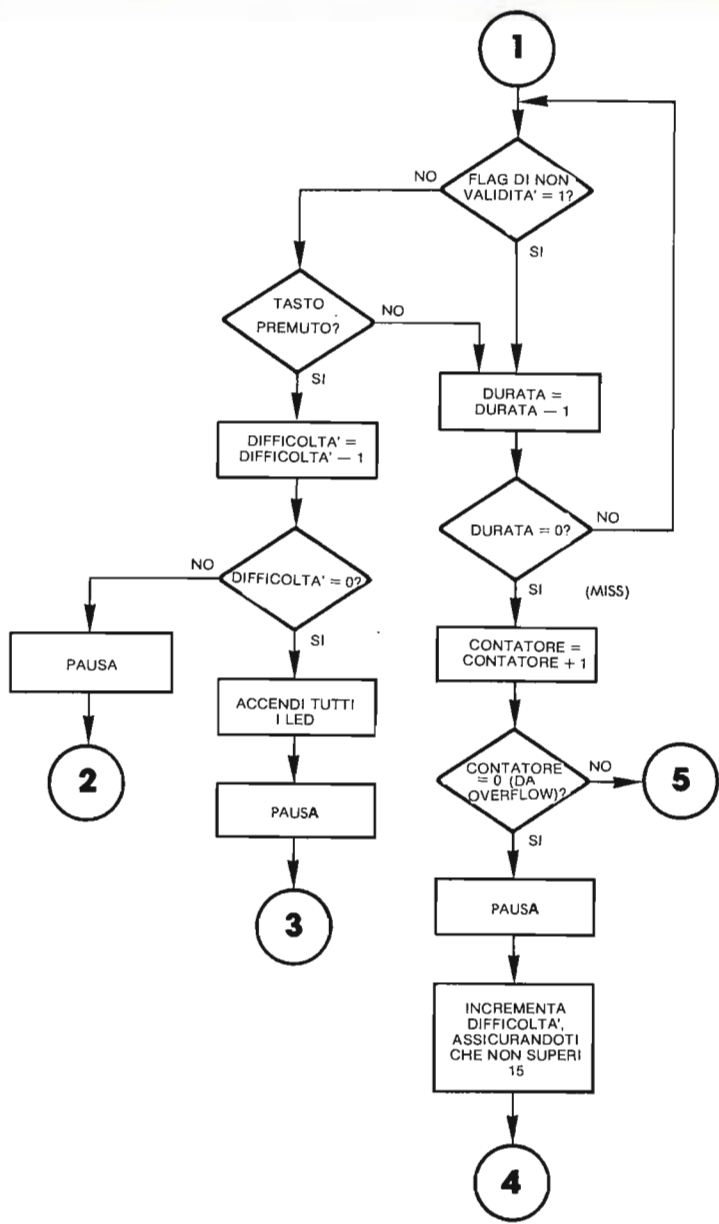 1
FLAG DI NON
VALIDITA' = 1?
NO
SI
TASTO
PREMUTO?
NO
SI
DURATA =
DURATA — 1
DIFFICOLTA' =
DIFFICOLTA' — 1
DURATA = 0?
NO
SI
(MISS)
DIFFICOLTA' = 0?
NO
SI
PAUSA
2
CONTATORE =
CONTATORE + 1
ACCENDI TUTTI
I LED
CONTATORE
= 0 (DA
OVERFLOW)?
NO
5
SI
PAUSA
3
PAUSA
INCREMENTA
DIFFICOLTA',
ASSICURANDOTI
CHE NON SUPERI
15
4